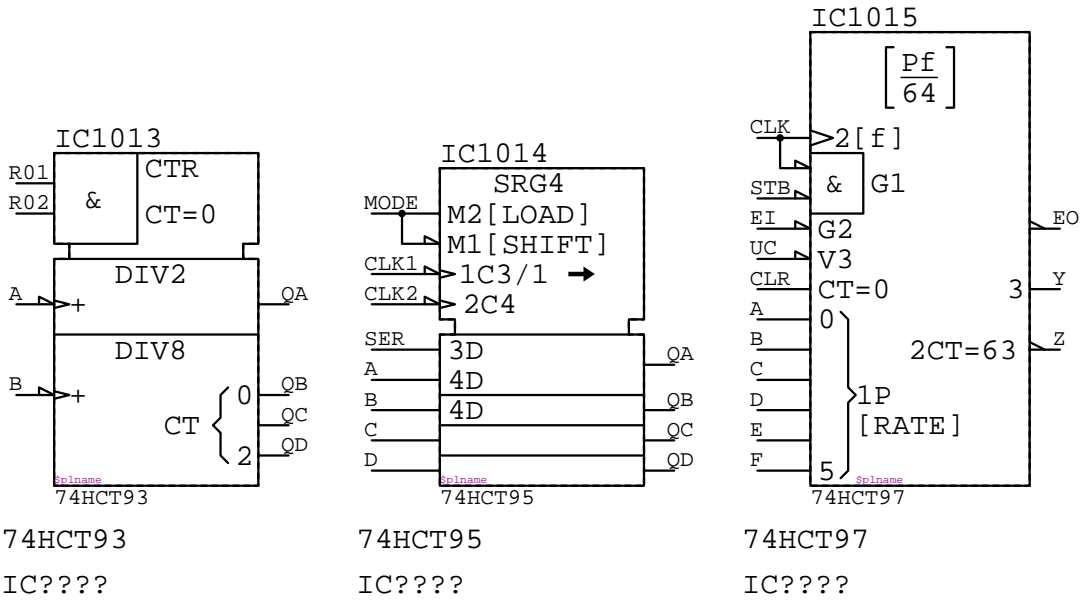 IC1013
R01
R02
&
CTR
CT=0
DIV2
A
+
QA
DIV8
B
+
0
QB
CT
QC
2
QD
$plname
74HCT93
74HCT93
IC????
IC1014
SRG4
MODE
M2[LOAD]
M1[SHIFT]
CLK1
1C3/1
CLK2
2C4
SER
3D
QA
A
4D
B
4D
QB
C
QC
D
QD
$plname
74HCT95
74HCT95
IC????
IC1015
[Pf/64]
CLK
2[f]
STB
&
G1
EI
G2
EO
UC
V3
CLR
CT=0
3
Y
A
0
B
2CT=63
Z
C
D
1P
E
[RATE]
F
5
$plname
74HCT97
74HCT97
IC????